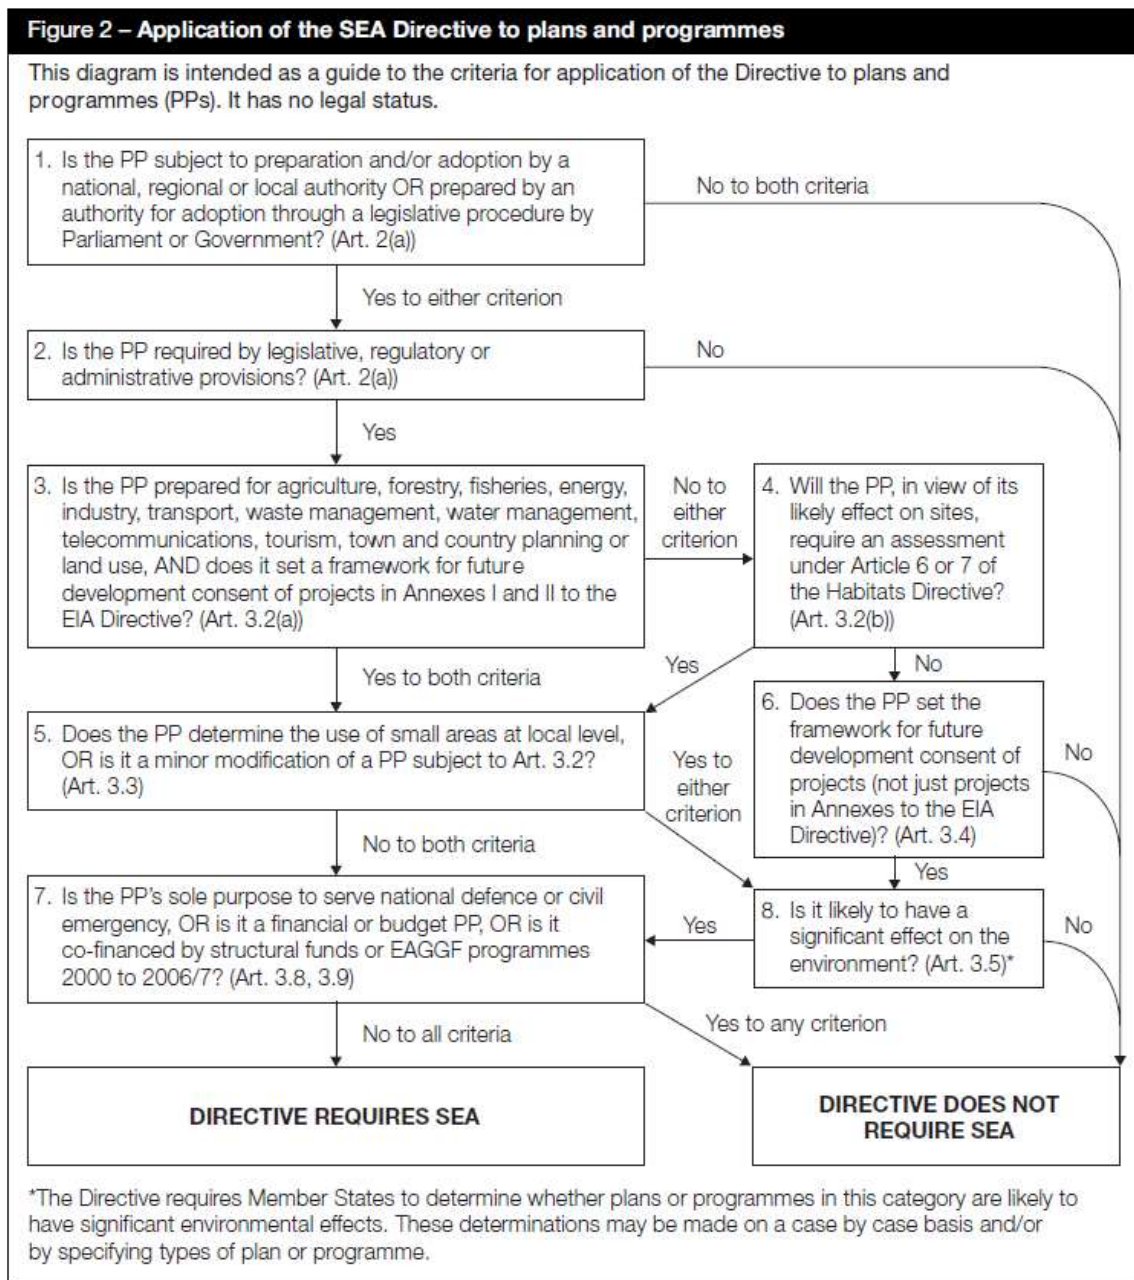 Figure 2 – Application of the SEA Directive to plans and programmes
This diagram is intended as a guide to the criteria for application of the Directive to plans and
programmes (PPs). It has no legal status.
1. Is the PP subject to preparation and/or adoption by a
national, regional or local authority OR prepared by an
authority for adoption through a legislative procedure by
Parliament or Government? (Art. 2(a))
No to both criteria
Yes to either criterion
2. Is the PP required by legislative, regulatory or
administrative provisions? (Art. 2(a))
No
Yes
3. Is the PP prepared for agriculture, forestry, fisheries, energy,
industry, transport, waste management, water management,
telecommunications, tourism, town and country planning or
land use, AND does it set a framework for future
development consent of projects in Annexes I and II to the
EIA Directive? (Art. 3.2(a))
No to
either
criterion
4. Will the PP, in view of its
likely effect on sites,
require an assessment
under Article 6 or 7 of
the Habitats Directive?
(Art. 3.2(b))
Yes to both criteria
Yes
No
5. Does the PP determine the use of small areas at local level,
OR is it a minor modification of a PP subject to Art. 3.2?
(Art. 3.3)
Yes to
either
criterion
6. Does the PP set the
framework for future
development consent of
projects (not just projects
in Annexes to the EIA
Directive)? (Art. 3.4)
No
No to both criteria
Yes
7. Is the PP's sole purpose to serve national defence or civil
emergency, OR is it a financial or budget PP, OR is it
co-financed by structural funds or EAGGF programmes
2000 to 2006/7? (Art. 3.8, 3.9)
Yes
8. Is it likely to have a
significant effect on the
environment? (Art. 3.5)*
No
No to all criteria
Yes to any criterion
DIRECTIVE REQUIRES SEA
DIRECTIVE DOES NOT
REQUIRE SEA
*The Directive requires Member States to determine whether plans or programmes in this category are likely to
have significant environmental effects. These determinations may be made on a case by case basis and/or
by specifying types of plan or programme.